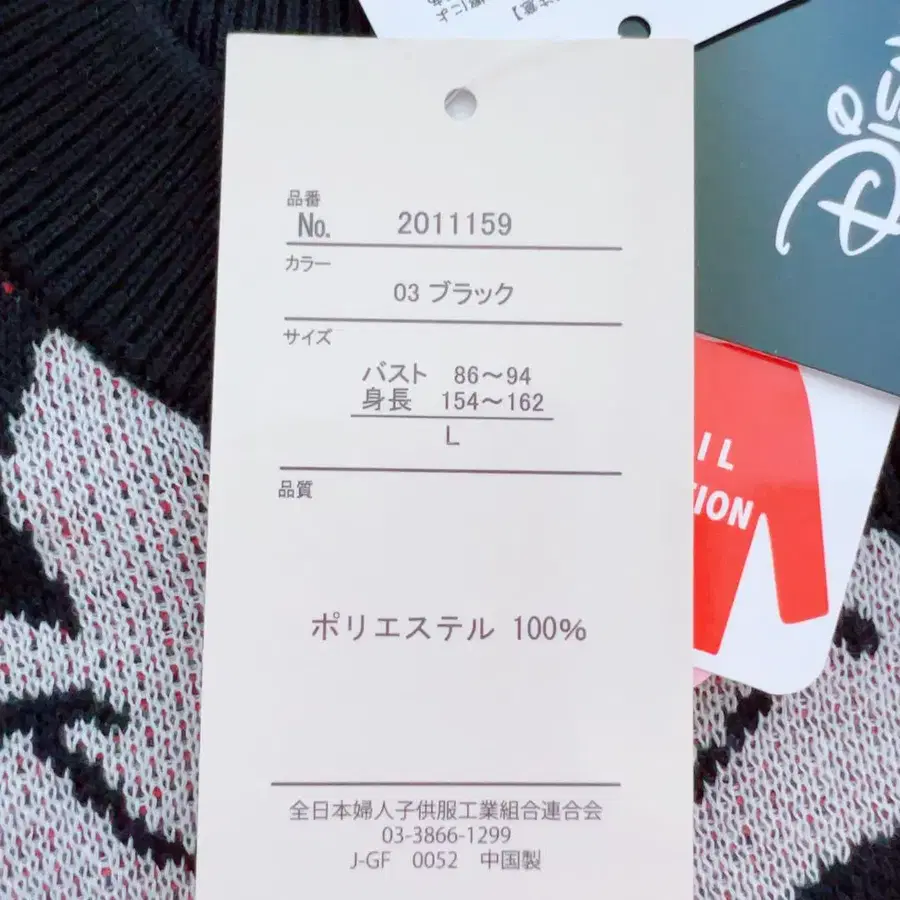 品番
No. 2011159
カラー
03 ブラック
サイズ
バスト 86〜94
身長 154〜162
L
品質
ポリエステル 100%
全日本婦人子供服工業組合連合会
03-3866-1299
J-GF 0052 中国製
IL
TION